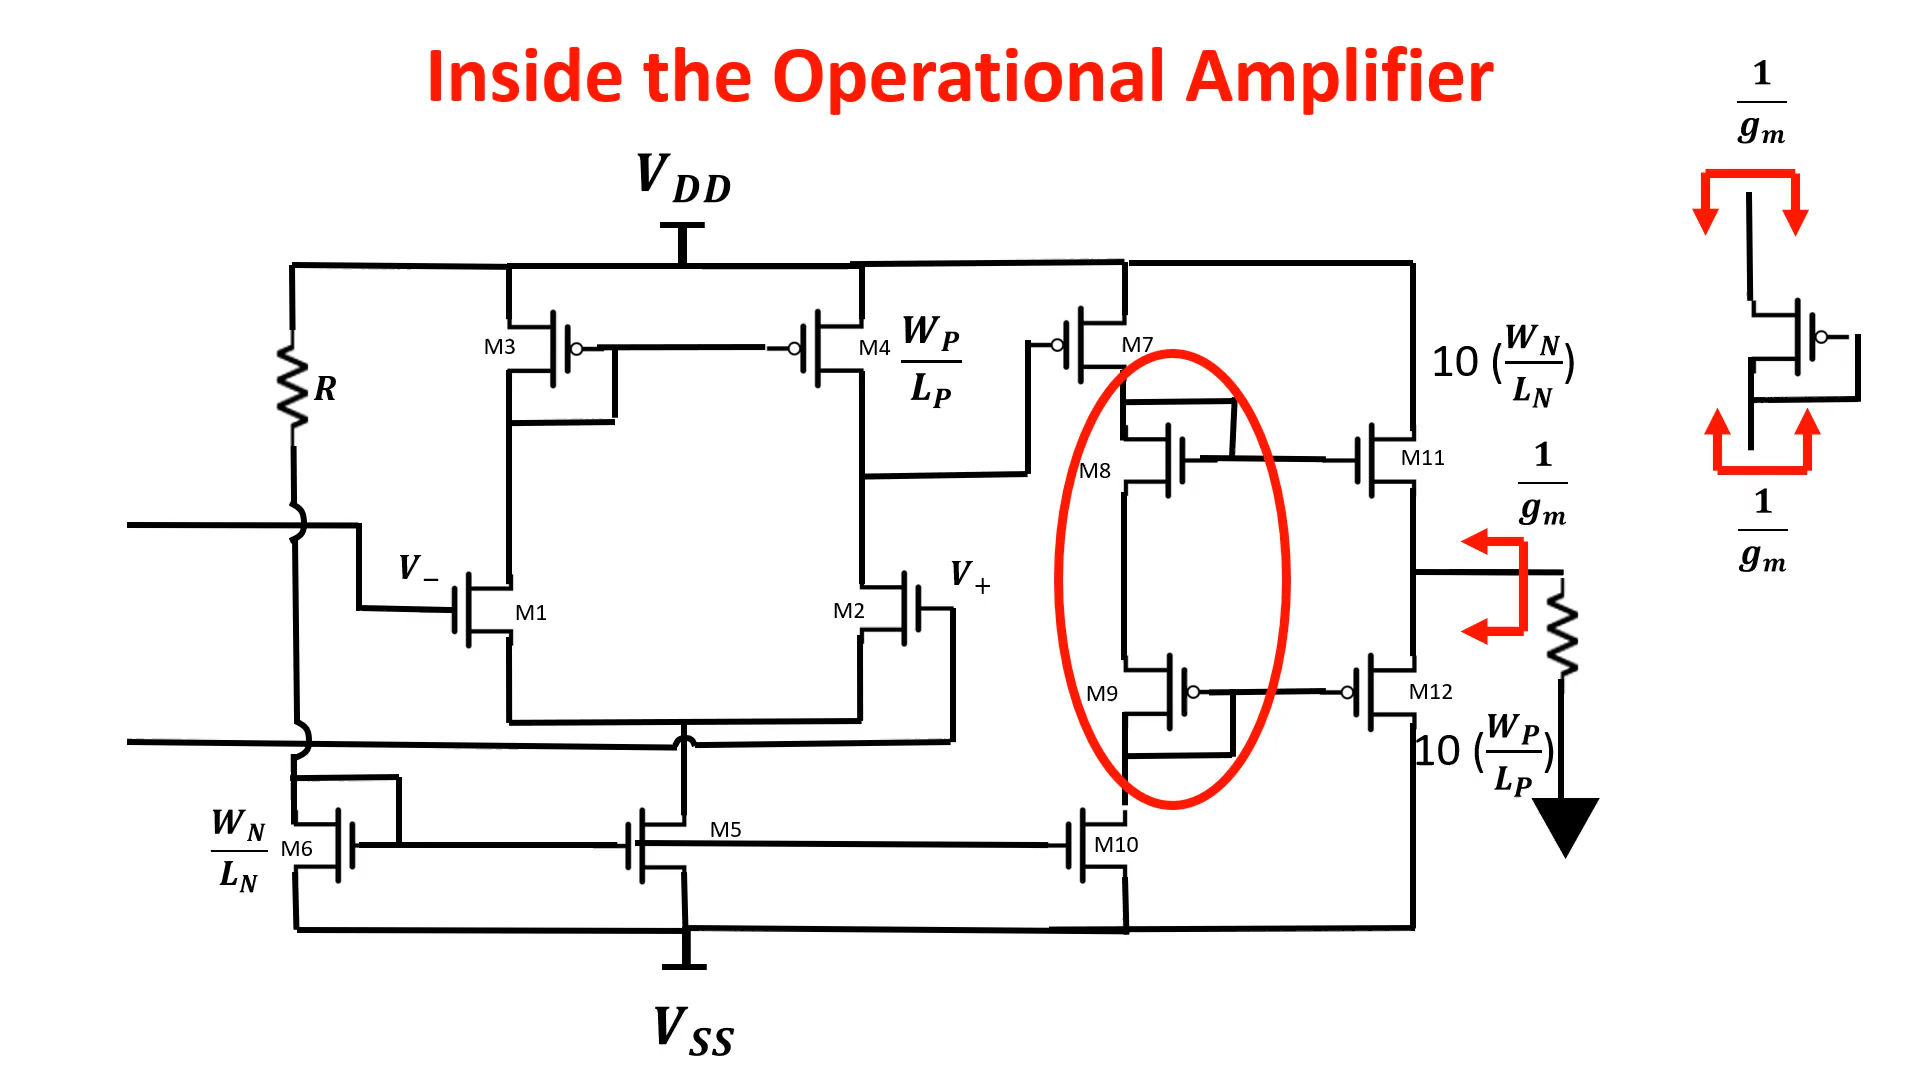 Inside the Operational Amplifier
1
g_m
V_DD
M3
M4
W_P
L_P
M7
10 (W_N/L_N)
R
M8
M11
1
g_m
1
g_m
V_-
V_+
M1
M2
M9
M12
10 (W_P/L_P)
W_N
L_N
M6
M5
M10
V_SS